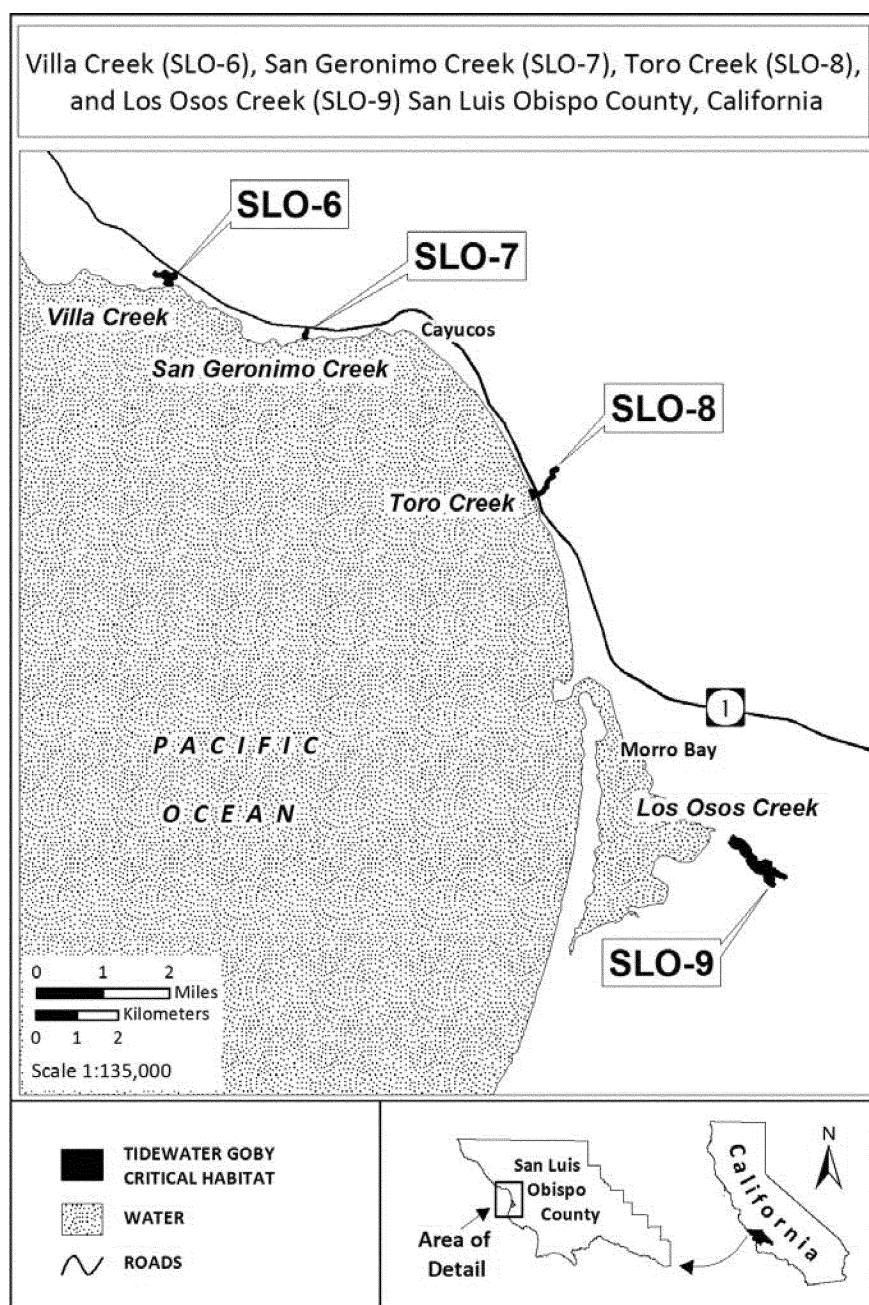 Villa Creek (SLO-6), San Geronimo Creek (SLO-7), Toro Creek (SLO-8),
and Los Osos Creek (SLO-9) San Luis Obispo County, California
SLO-6
SLO-7
Villa Creek
Cayucos
San Geronimo Creek
SLO-8
Toro Creek
1
PACIFIC
Morro Bay
OCEAN
Los Osos Creek
SLO-9
0 1 2
Miles
Kilometers
0 1 2
Scale 1:135,000
TIDEWATER GOBY
CRITICAL HABITAT
WATER
ROADS
San Luis
Obispo
County
Area of
Detail
California
N